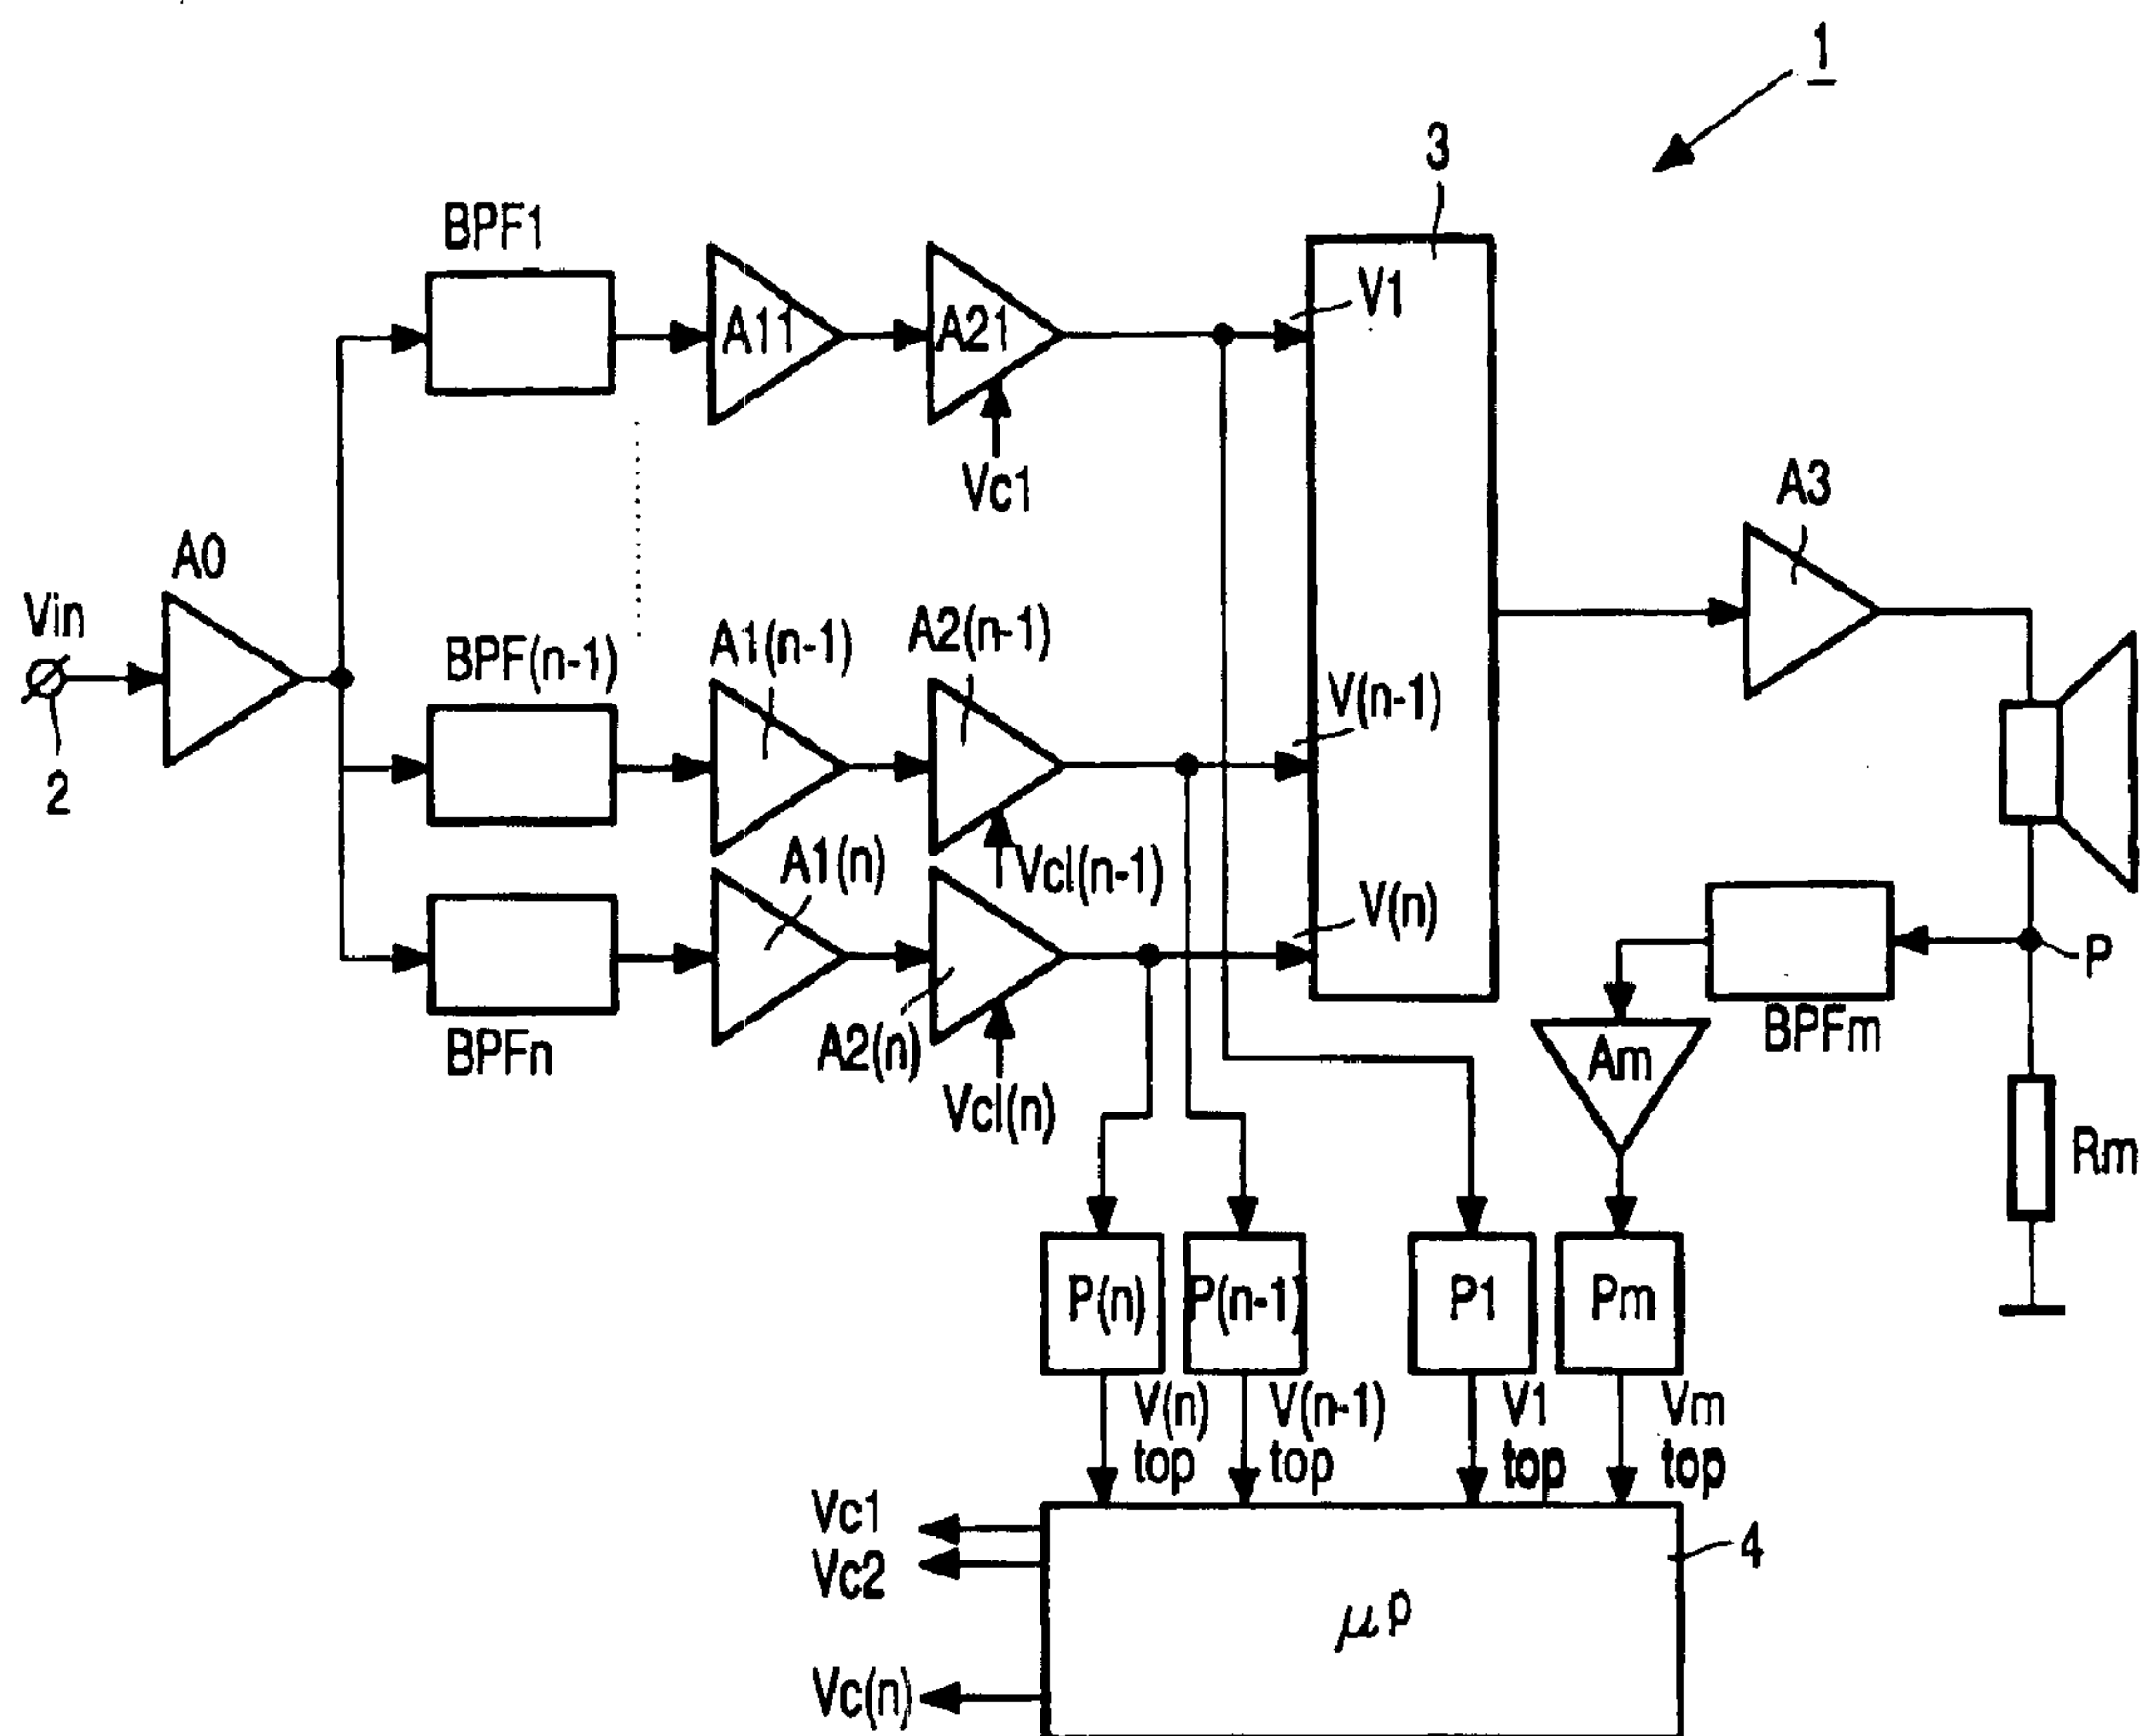 1
3
BPF1
V1
A11
A21
Vc1
A3
A0
Vin
BPF(n-1)
A1(n-1)
A2(n-1)
V(n-1)
2
A1(n)
Vcl(n-1)
V(n)
P
BPFn
A2(n)
BPFm
Am
Vcl(n)
Rm
P(n)
P(n-1)
P1
Pm
V(n)
top
V(n-1)
top
V1
top
Vm
top
Vc1
Vc2
4
μp
Vc(n)